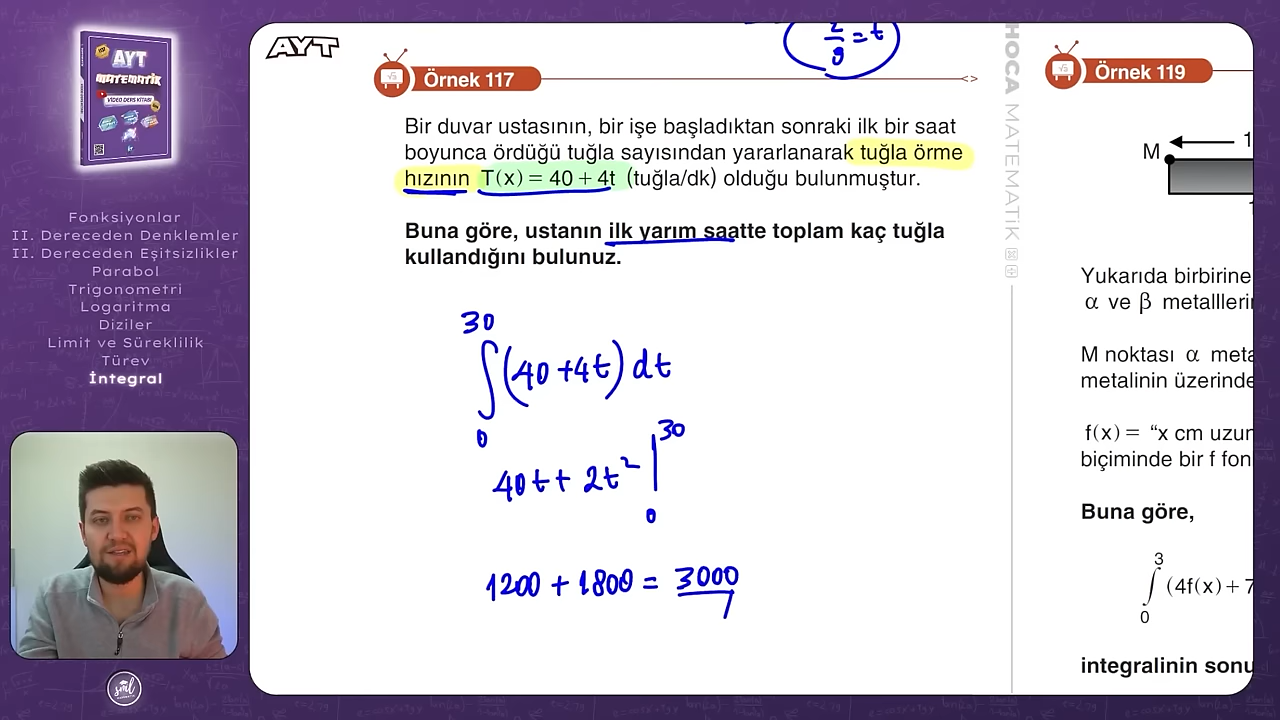 AYT
MATEMATİK
VİDEO DERS KİTABI
Fonksiyonlar
II. Dereceden Denklemler
II. Dereceden Eşitsizlikler
Parabol
Trigonometri
Logaritma
Diziler
Limit ve Süreklilik
Türev
İntegral
AYT
= t
Örnek 117
Bir duvar ustasının, bir işe başladıktan sonraki ilk bir saat
boyunca ördüğü tuğla sayısından yararlanarak tuğla örme
hızının T(x) = 40 + 4t (tuğla/dk) olduğu bulunmuştur.
Buna göre, ustanın ilk yarım saatte toplam kaç tuğla
kullandığını bulunuz.
30
∫ (40 + 4t) dt
0
40t + 2t² | 30
0
1200 + 1800 = 3000
HOCA MATEMATİK
Örnek 119
M
1
Yukarıda birbirine
α ve β metalllerin
M noktası α meta
metalinin üzerinde
f(x) = “x cm uzun
biçiminde bir f fon
Buna göre,
3
∫ (4f(x) + 7
0
integralinin sonu